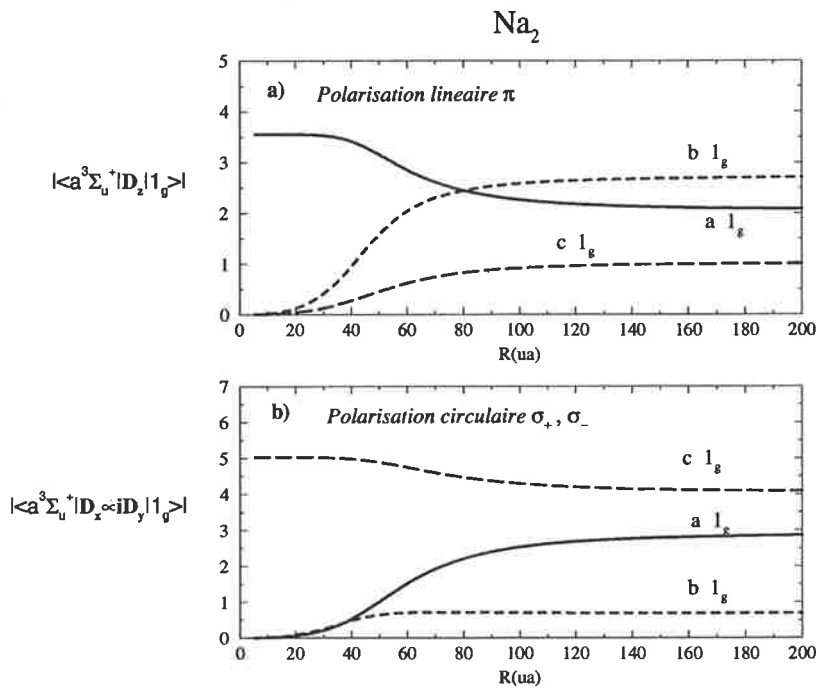 Na₂
5
a) Polarisation lineaire π
4
b 1g
3
|<a³Σu⁺|Dz|1g>|
2
a 1g
c 1g
1
0
0 20 40 60 80 100 120 140 160 180 200
R(ua)
7
b) Polarisation circulaire σ₊ , σ₋
6
5
c 1g
4
|<a³Σu⁺|Dx∝iDy|1g>|
3
a 1g
2
1
b 1g
0
0 20 40 60 80 100 120 140 160 180 200
R(ua)